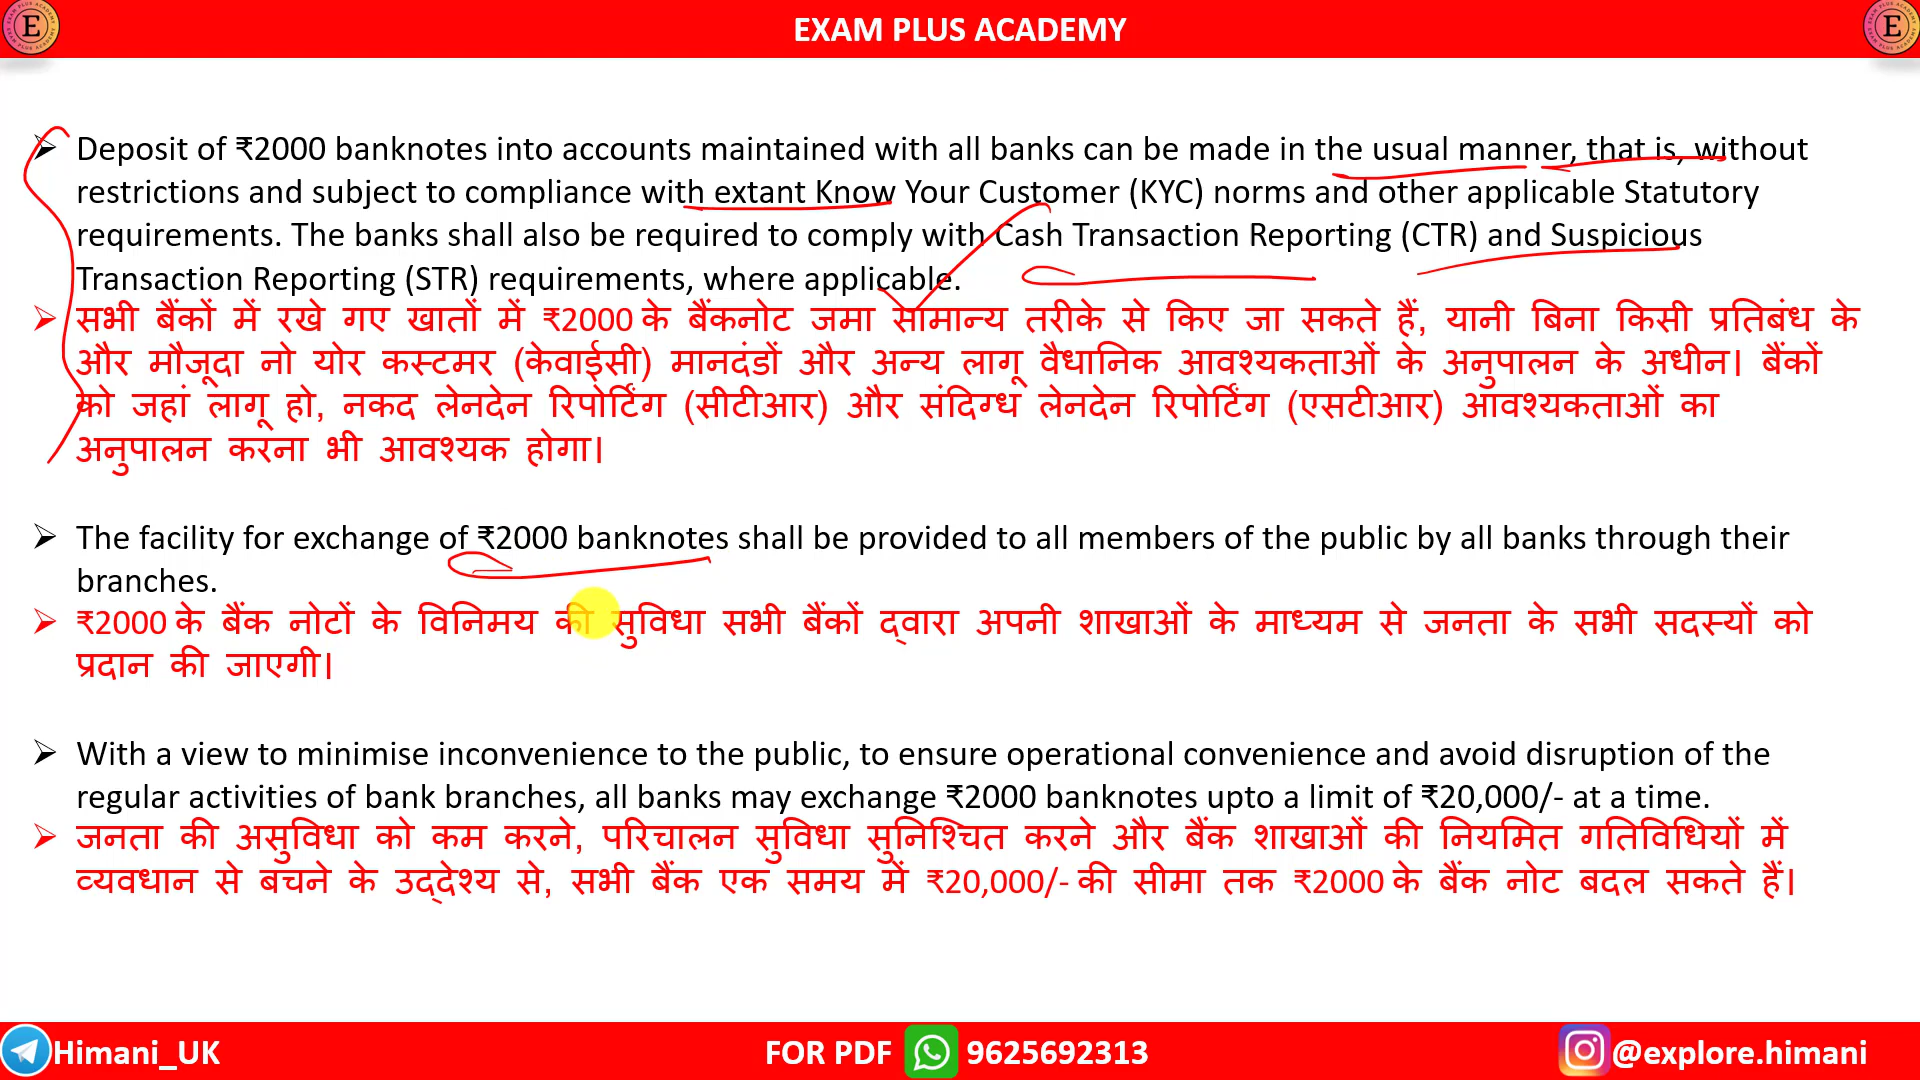 EXAM PLUS ACADEMY
Deposit of ₹2000 banknotes into accounts maintained with all banks can be made in the usual manner, that is, without
restrictions and subject to compliance with extant Know Your Customer (KYC) norms and other applicable Statutory
requirements. The banks shall also be required to comply with Cash Transaction Reporting (CTR) and Suspicious
Transaction Reporting (STR) requirements, where applicable.
सभी बैंकों में रखे गए खातों में ₹2000 के बैंकनोट जमा सामान्य तरीके से किए जा सकते हैं, यानी बिना किसी प्रतिबंध के
और मौजूदा नो योर कस्टमर (केवाईसी) मानदंडों और अन्य लागू वैधानिक आवश्यकताओं के अनुपालन के अधीन। बैंकों
को जहां लागू हो, नकद लेनदेन रिपोर्टिंग (सीटीआर) और संदिग्ध लेनदेन रिपोर्टिंग (एसटीआर) आवश्यकताओं का
अनुपालन करना भी आवश्यक होगा।
The facility for exchange of ₹2000 banknotes shall be provided to all members of the public by all banks through their
branches.
₹2000 के बैंक नोटों के विनिमय की सुविधा सभी बैंकों द्वारा अपनी शाखाओं के माध्यम से जनता के सभी सदस्यों को
प्रदान की जाएगी।
With a view to minimise inconvenience to the public, to ensure operational convenience and avoid disruption of the
regular activities of bank branches, all banks may exchange ₹2000 banknotes upto a limit of ₹20,000/- at a time.
जनता की असुविधा को कम करने, परिचालन सुविधा सुनिश्चित करने और बैंक शाखाओं की नियमित गतिविधियों में
व्यवधान से बचने के उद्देश्य से, सभी बैंक एक समय में ₹20,000/- की सीमा तक ₹2000 के बैंक नोट बदल सकते हैं।
Himani_UK
FOR PDF 9625692313
@explore.himani